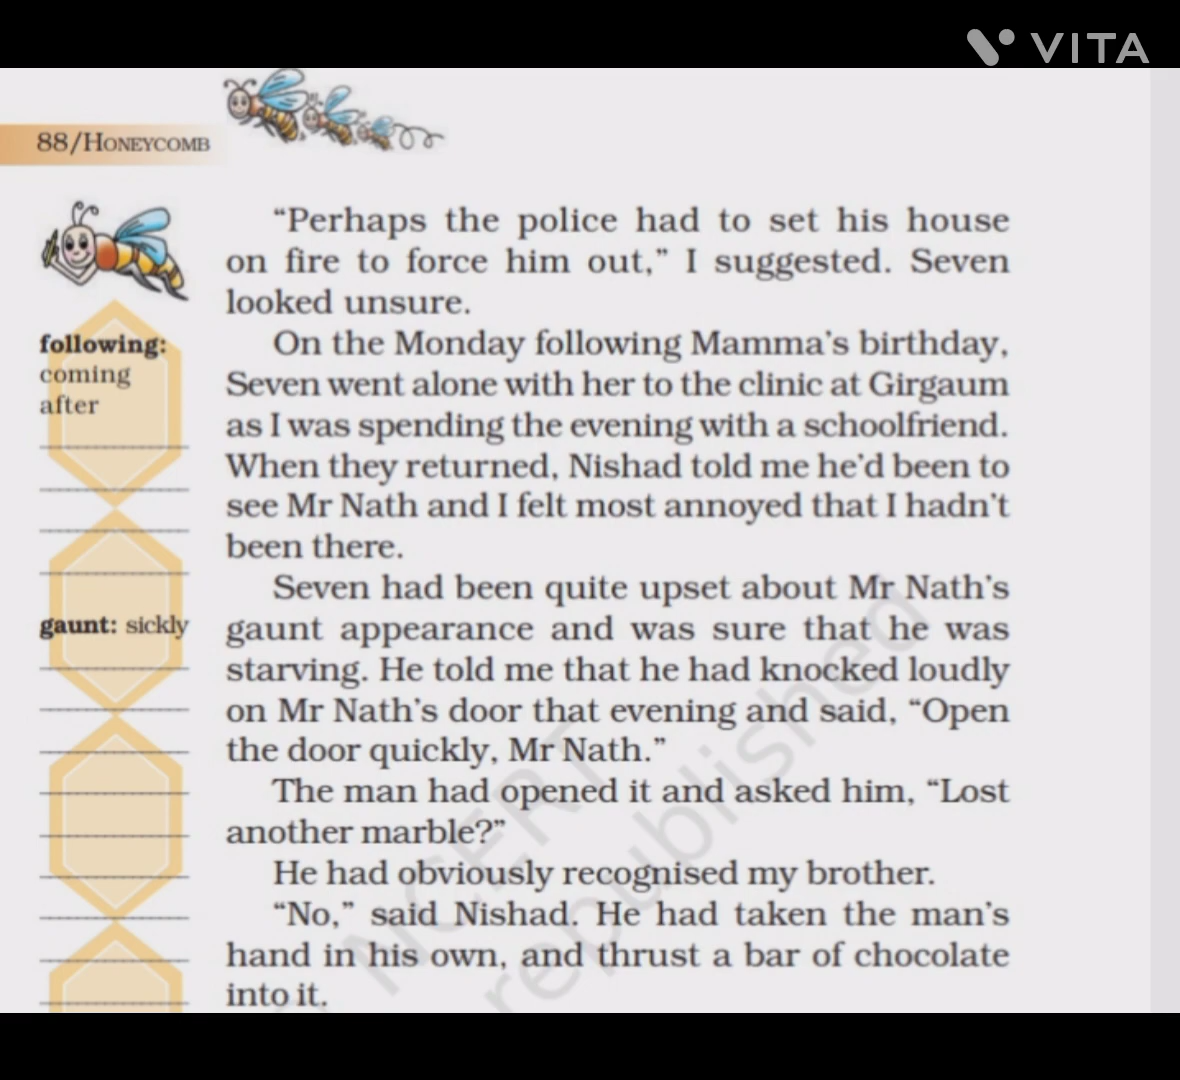 VITA
88/HONEYCOMB
“Perhaps the police had to set his house
on fire to force him out,” I suggested. Seven
looked unsure.
following:
coming
after
On the Monday following Mamma’s birthday,
Seven went alone with her to the clinic at Girgaum
as I was spending the evening with a schoolfriend.
When they returned, Nishad told me he’d been to
see Mr Nath and I felt most annoyed that I hadn’t
been there.
gaunt: sickly
Seven had been quite upset about Mr Nath’s
gaunt appearance and was sure that he was
starving. He told me that he had knocked loudly
on Mr Nath’s door that evening and said, “Open
the door quickly, Mr Nath.”
The man had opened it and asked him, “Lost
another marble?”
He had obviously recognised my brother.
“No,” said Nishad. He had taken the man’s
hand in his own, and thrust a bar of chocolate
into it.
NCERT
republished